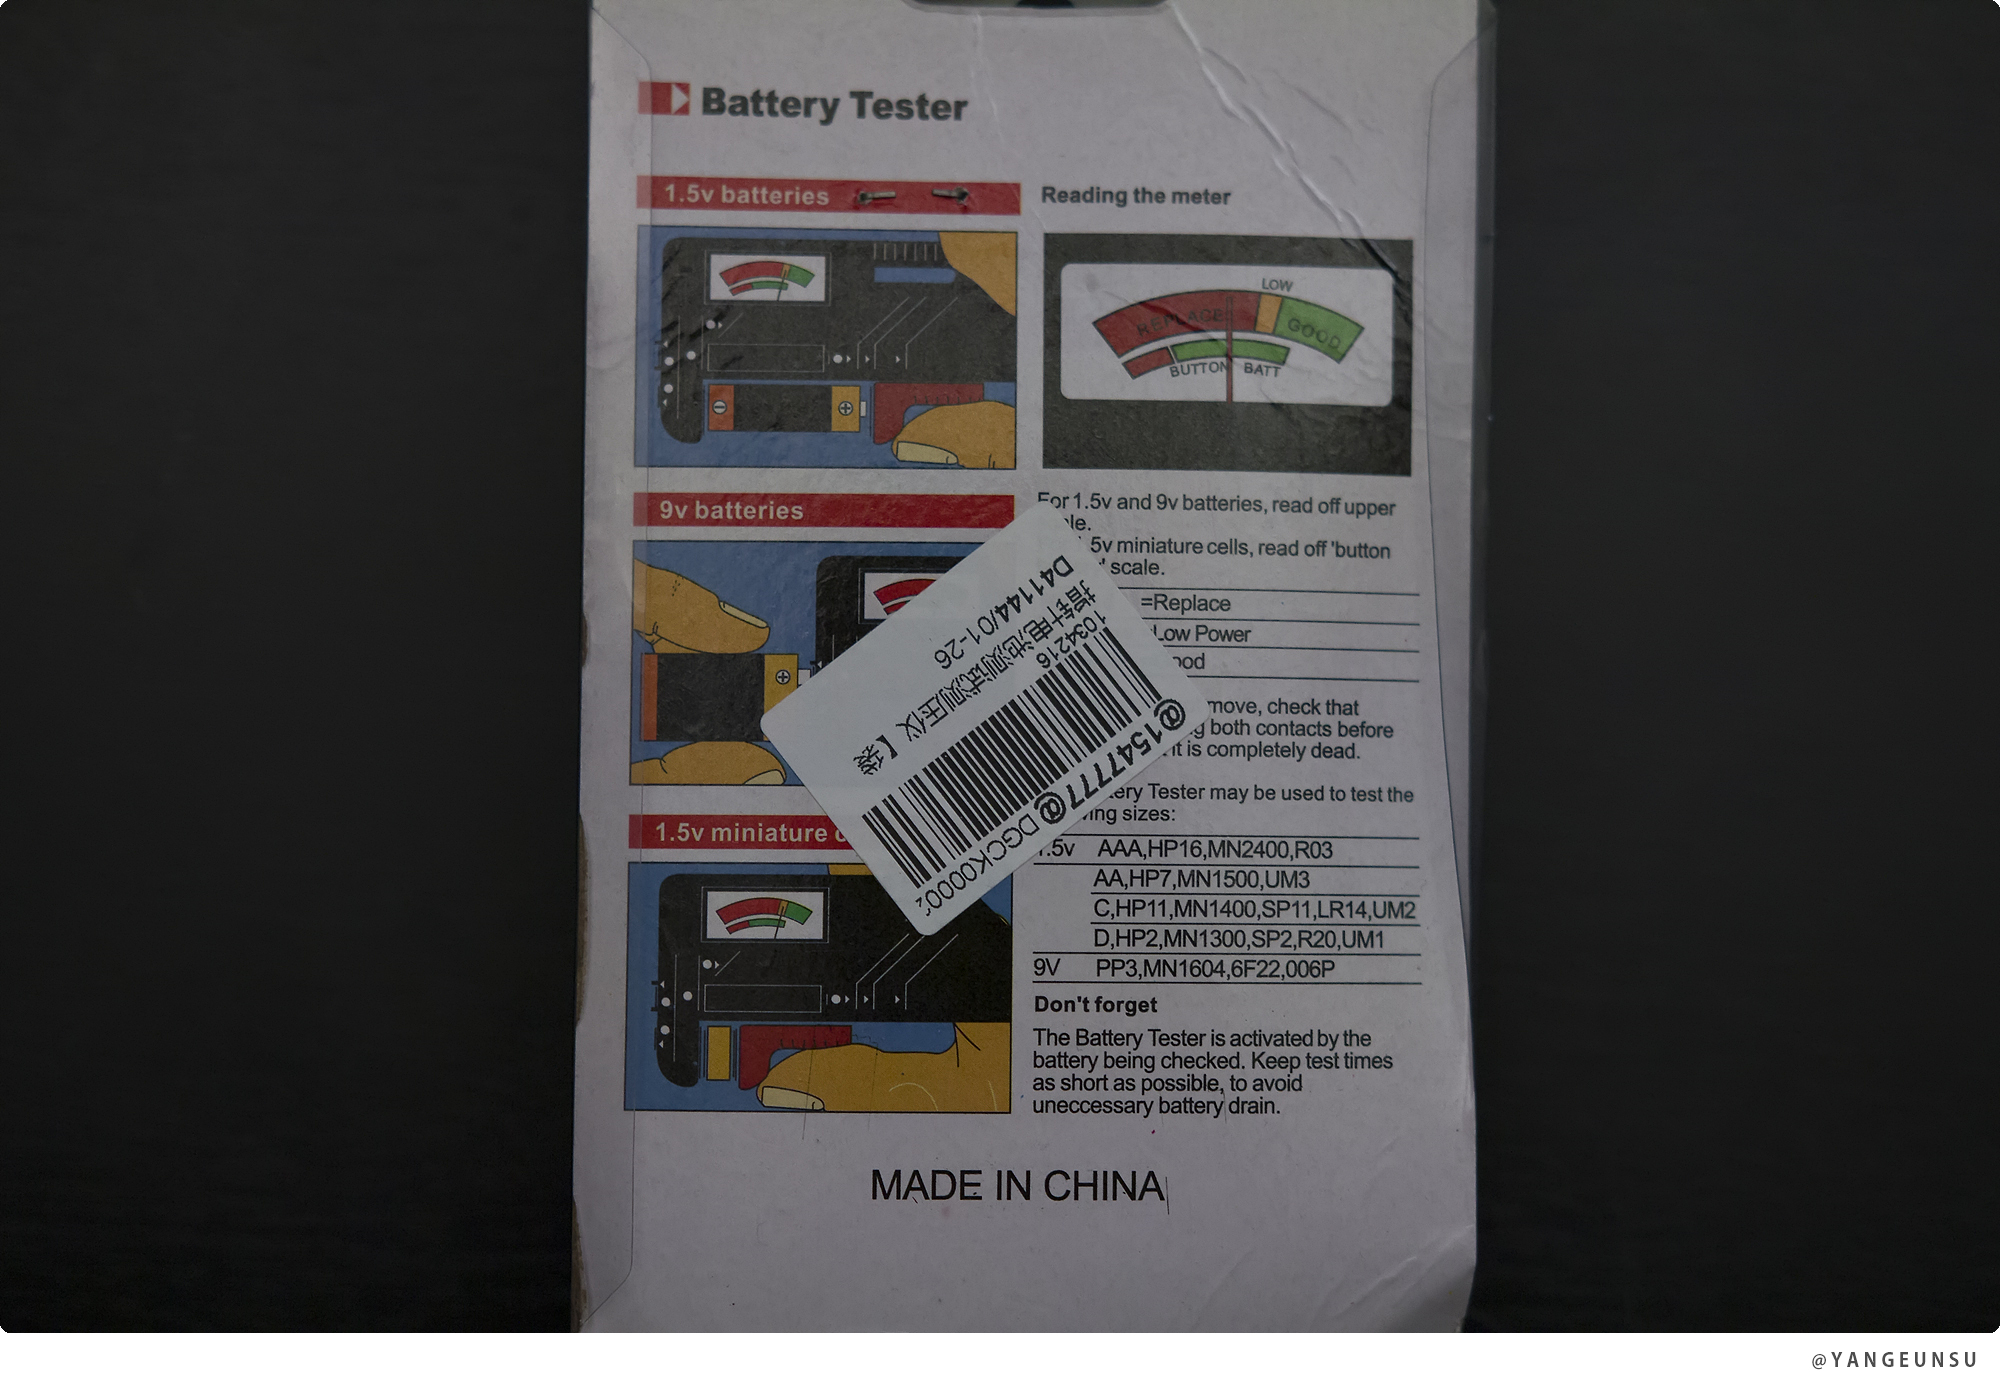 Battery Tester
1.5v batteries
Reading the meter
LOW
REPLACE
GOOD
BUTTON BATT
9v batteries
For 1.5v and 9v batteries, read off upper
5v miniature cells, read off 'button
scale.
=Replace
Low Power
move, check that
both contacts before
it is completely dead.
Tester may be used to test the
sizes:
1.5v miniature
1.5v AAA,HP16,MN2400,R03
AA,HP7,MN1500,UM3
C,HP11,MN1400,SP11,LR14,UM2
D,HP2,MN1300,SP2,R20,UM1
9V PP3,MN1604,6F22,006P
Don't forget
The Battery Tester is activated by the
battery being checked. Keep test times
as short as possible, to avoid
uneccessary battery drain.
D41144/01-26
指针电池测试测压仪【袋
1034216
@154777@ DGCK0000
MADE IN CHINA
@YANGEUNSU